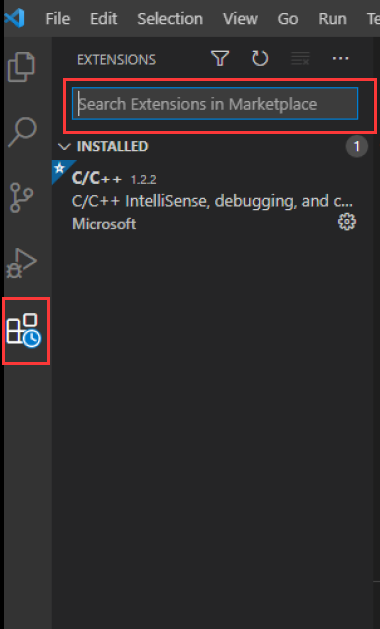 File Edit Selection View Go Run
EXTENSIONS
Search Extensions in Marketplace
INSTALLED 1
C/C++ 1.2.2
C/C++ IntelliSense, debugging, and c...
Microsoft